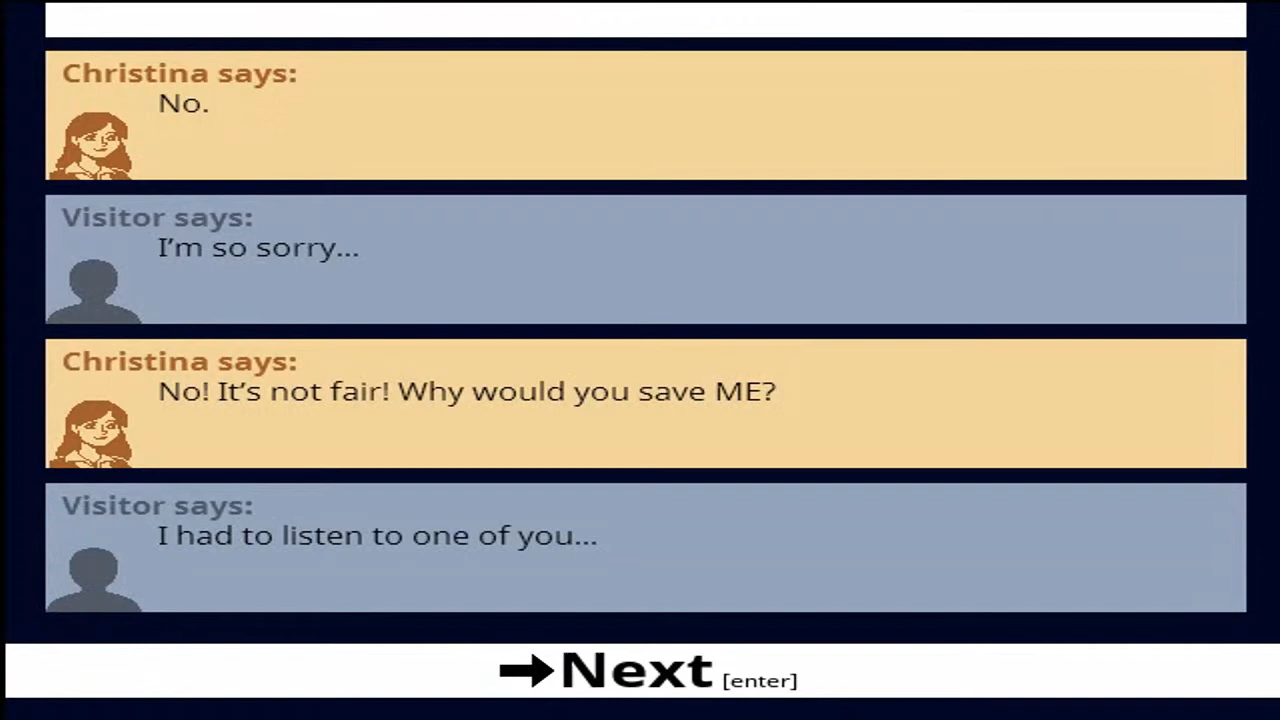 Christina says:
No.
Visitor says:
I’m so sorry...
Christina says:
No! It’s not fair! Why would you save ME?
Visitor says:
I had to listen to one of you...
➡Next [enter]